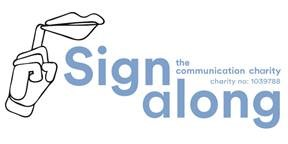 Sign
the
communication charity
charity no: 1039788
along